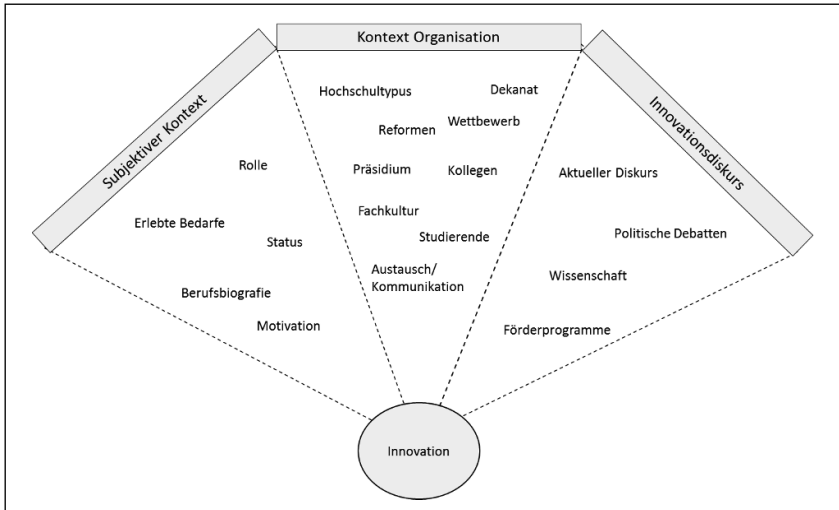 Kontext Organisation
Subjektiver Kontext
Innovationsdiskurs
Rolle
Erlebte Bedarfe
Status
Berufsbiografie
Motivation
Hochschultypus
Dekanat
Reformen
Wettbewerb
Präsidium
Kollegen
Fachkultur
Studierende
Austausch/
Kommunikation
Aktueller Diskurs
Politische Debatten
Wissenschaft
Förderprogramme
Innovation